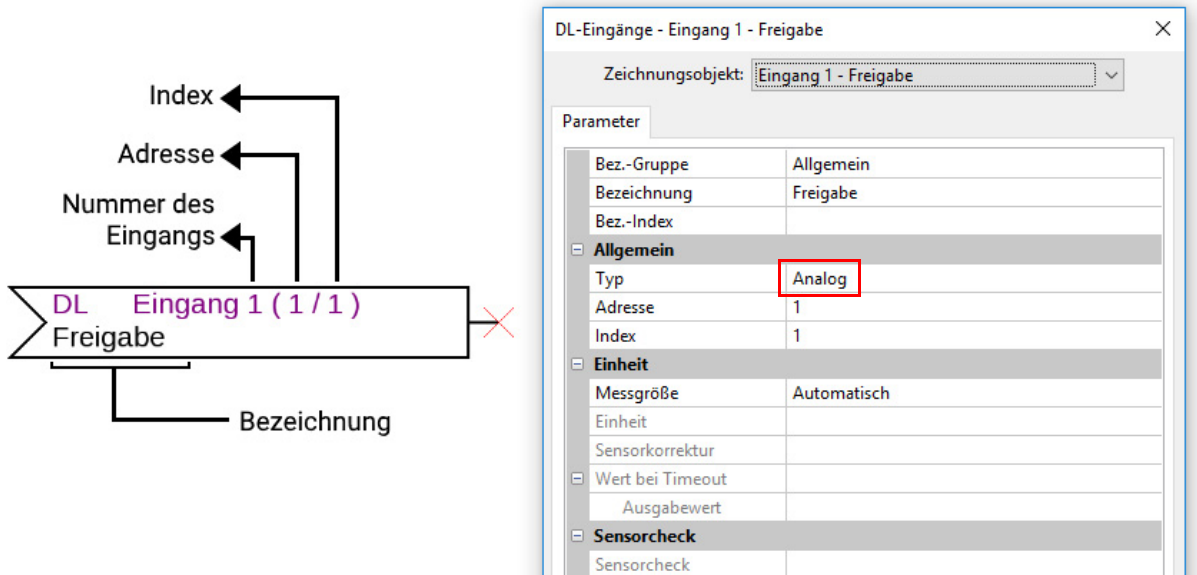 Index
Adresse
Nummer des
Eingangs
DL Eingang 1 ( 1 / 1 )
Freigabe
Bezeichnung
DL-Eingänge - Eingang 1 - Freigabe
Zeichnungsobjekt: Eingang 1 - Freigabe
Parameter
Bez.-Gruppe Allgemein
Bezeichnung Freigabe
Bez.-Index
Allgemein
Typ Analog
Adresse 1
Index 1
Einheit
Messgröße Automatisch
Einheit
Sensorkorrektur
Wert bei Timeout
Ausgabewert
Sensorcheck
Sensorcheck